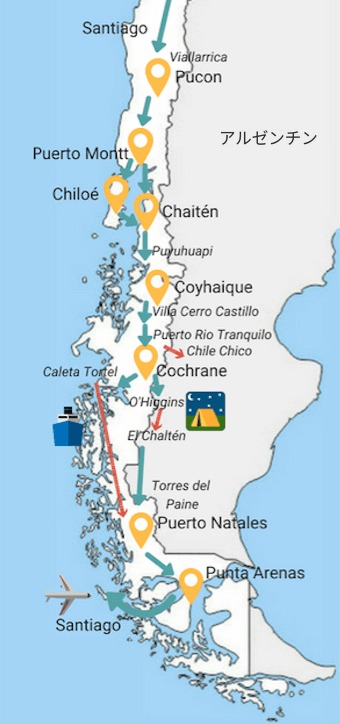 Santiago
Viallarrica
Pucon
アルゼンチン
Puerto Montt
Chiloé
Chaitén
Puyuhuapi
Coyhaique
Villa Cerro Castillo
Puerto Rio Tranquilo
Chile Chico
Caleta Tortel
Cochrane
O'Higgins
El Chaltén
Torres del
Paine
Puerto Natales
Punta Arenas
Santiago